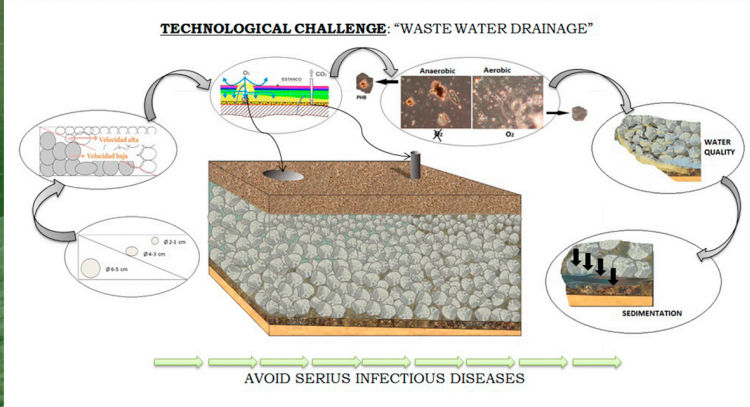 TECHNOLOGICAL CHALLENGE: “WASTE WATER DRAINAGE”
O₂
ESTANCO
CO₂
PHB
Anaerobic
Aerobic
O₂
O₂
Velocidad alta
Velocidad baja
WATER
QUALITY
Ø 2-1 cm
Ø 4-3 cm
Ø 6-5 cm
SEDIMENTATION
AVOID SERIUS INFECTIOUS DISEASES